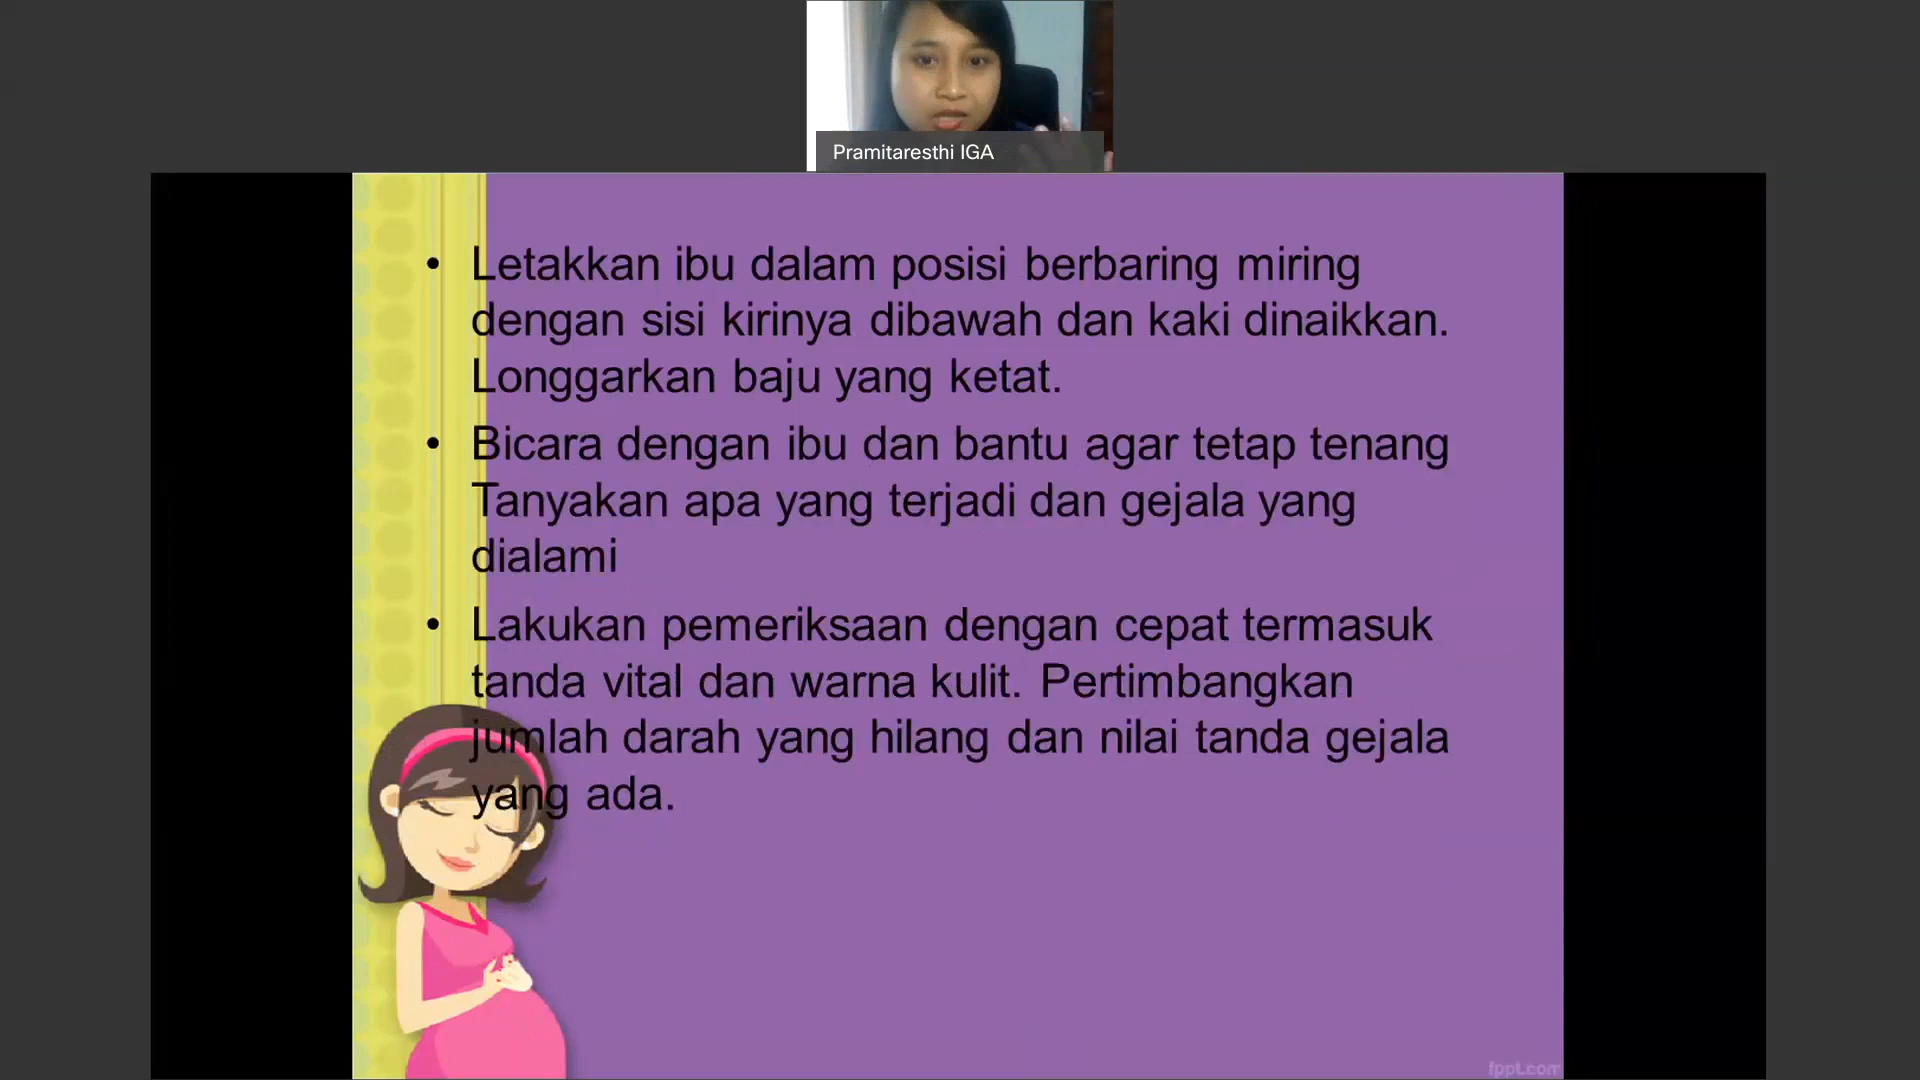 Pramitaresthi IGA
• Letakkan ibu dalam posisi berbaring miring
dengan sisi kirinya dibawah dan kaki dinaikkan.
Longgarkan baju yang ketat.
• Bicara dengan ibu dan bantu agar tetap tenang
Tanyakan apa yang terjadi dan gejala yang
dialami
• Lakukan pemeriksaan dengan cepat termasuk
tanda vital dan warna kulit. Pertimbangkan
jumlah darah yang hilang dan nilai tanda gejala
yang ada.
fppt.com